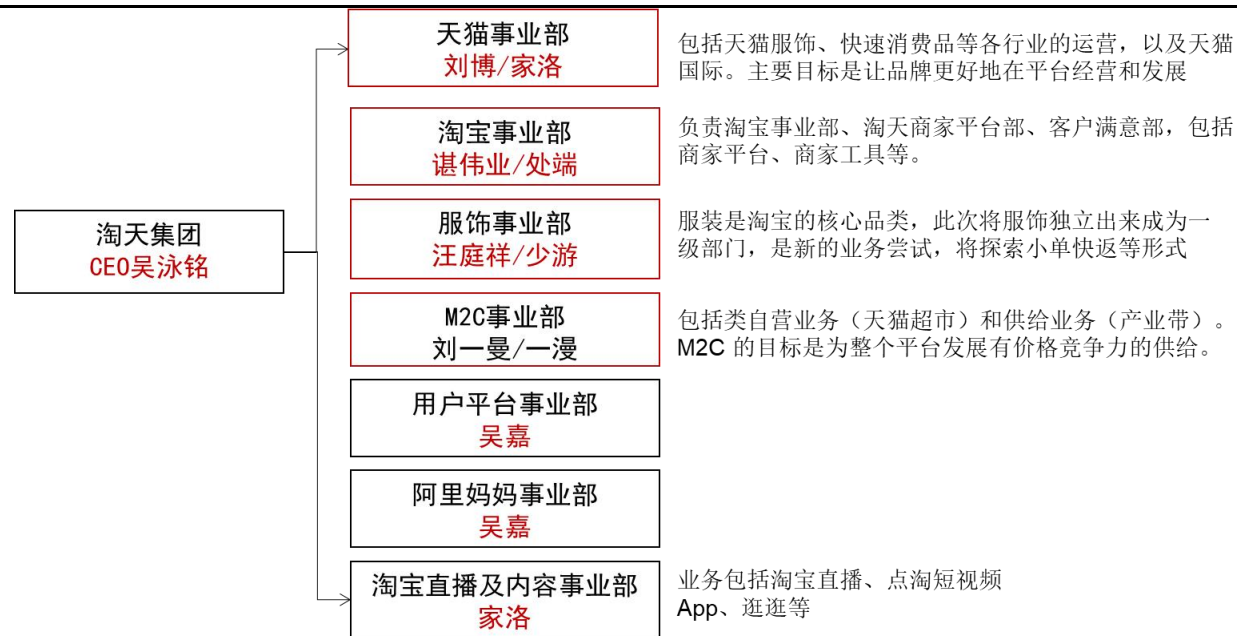 天猫事业部
刘博/家洛
包括天猫服饰、快速消费品等各行业的运营，以及天猫
国际。主要目标是让品牌更好地在平台经营和发展
淘宝事业部
谌伟业/处端
负责淘宝事业部、淘天商家平台部、客户满意部，包括
商家平台、商家工具等。
淘天集团
CEO吴泳铭
服饰事业部
汪庭祥/少游
服装是淘宝的核心品类，此次将服饰独立出来成为一
级部门，是新的业务尝试，将探索小单快返等形式
M2C事业部
刘一曼/一漫
包括类自营业务（天猫超市）和供给业务（产业带）。
M2C 的目标是为整个平台发展有价格竞争力的供给。
用户平台事业部
吴嘉
阿里妈妈事业部
吴嘉
淘宝直播及内容事业部
家洛
业务包括淘宝直播、点淘短视频
App、逛逛等